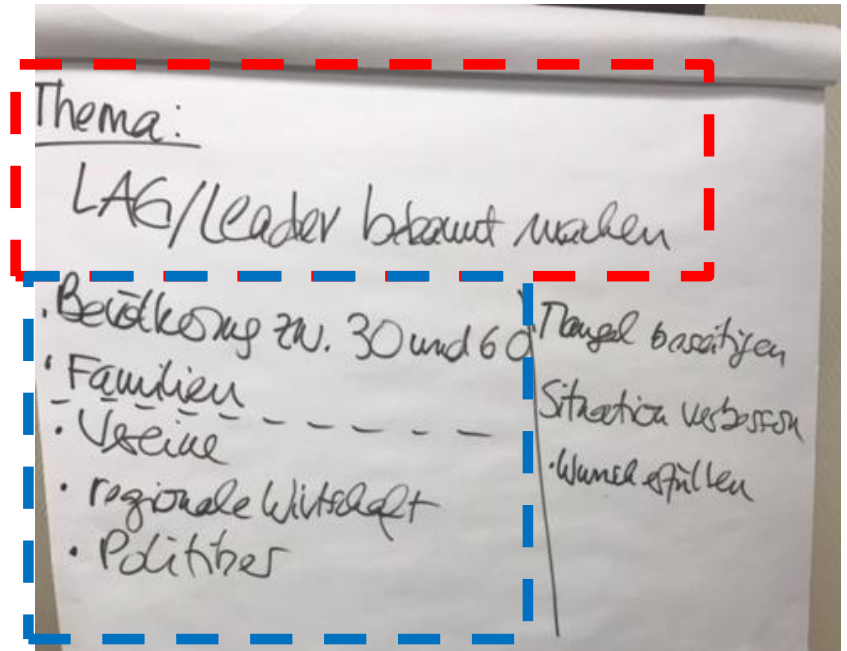 Thema:
LAG/Leader bekannt machen
· Bevölkerung zw. 30 und 60
· Familien
· Vereine
· regionale Wirtschaft
· Politiker
Mangel beseitigen
Situation verbessern
· Wunsch erfüllen